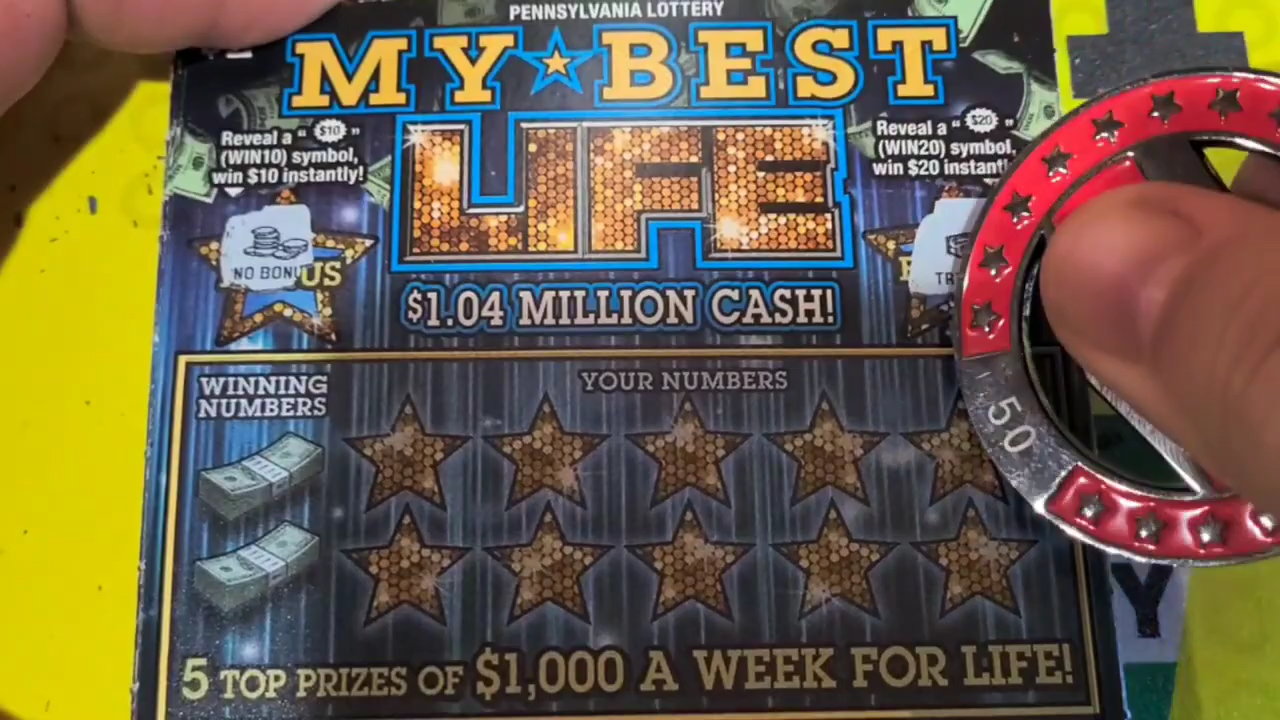 PENNSYLVANIA LOTTERY
MY BEST
LIFE
Reveal a "$10"
(WIN10) symbol,
win $10 instantly!
Reveal a "$20"
(WIN20) symbol,
win $20
NO BONUS
$1.04 MILLION CASH!
WINNING
NUMBERS
YOUR NUMBERS
50
Y
5 TOP PRIZES OF $1,000 A WEEK FOR LIFE!